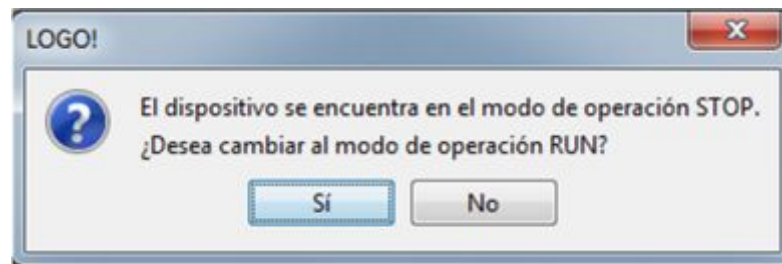 LOGO!
El dispositivo se encuentra en el modo de operación STOP.
¿Desea cambiar al modo de operación RUN?
Sí
No